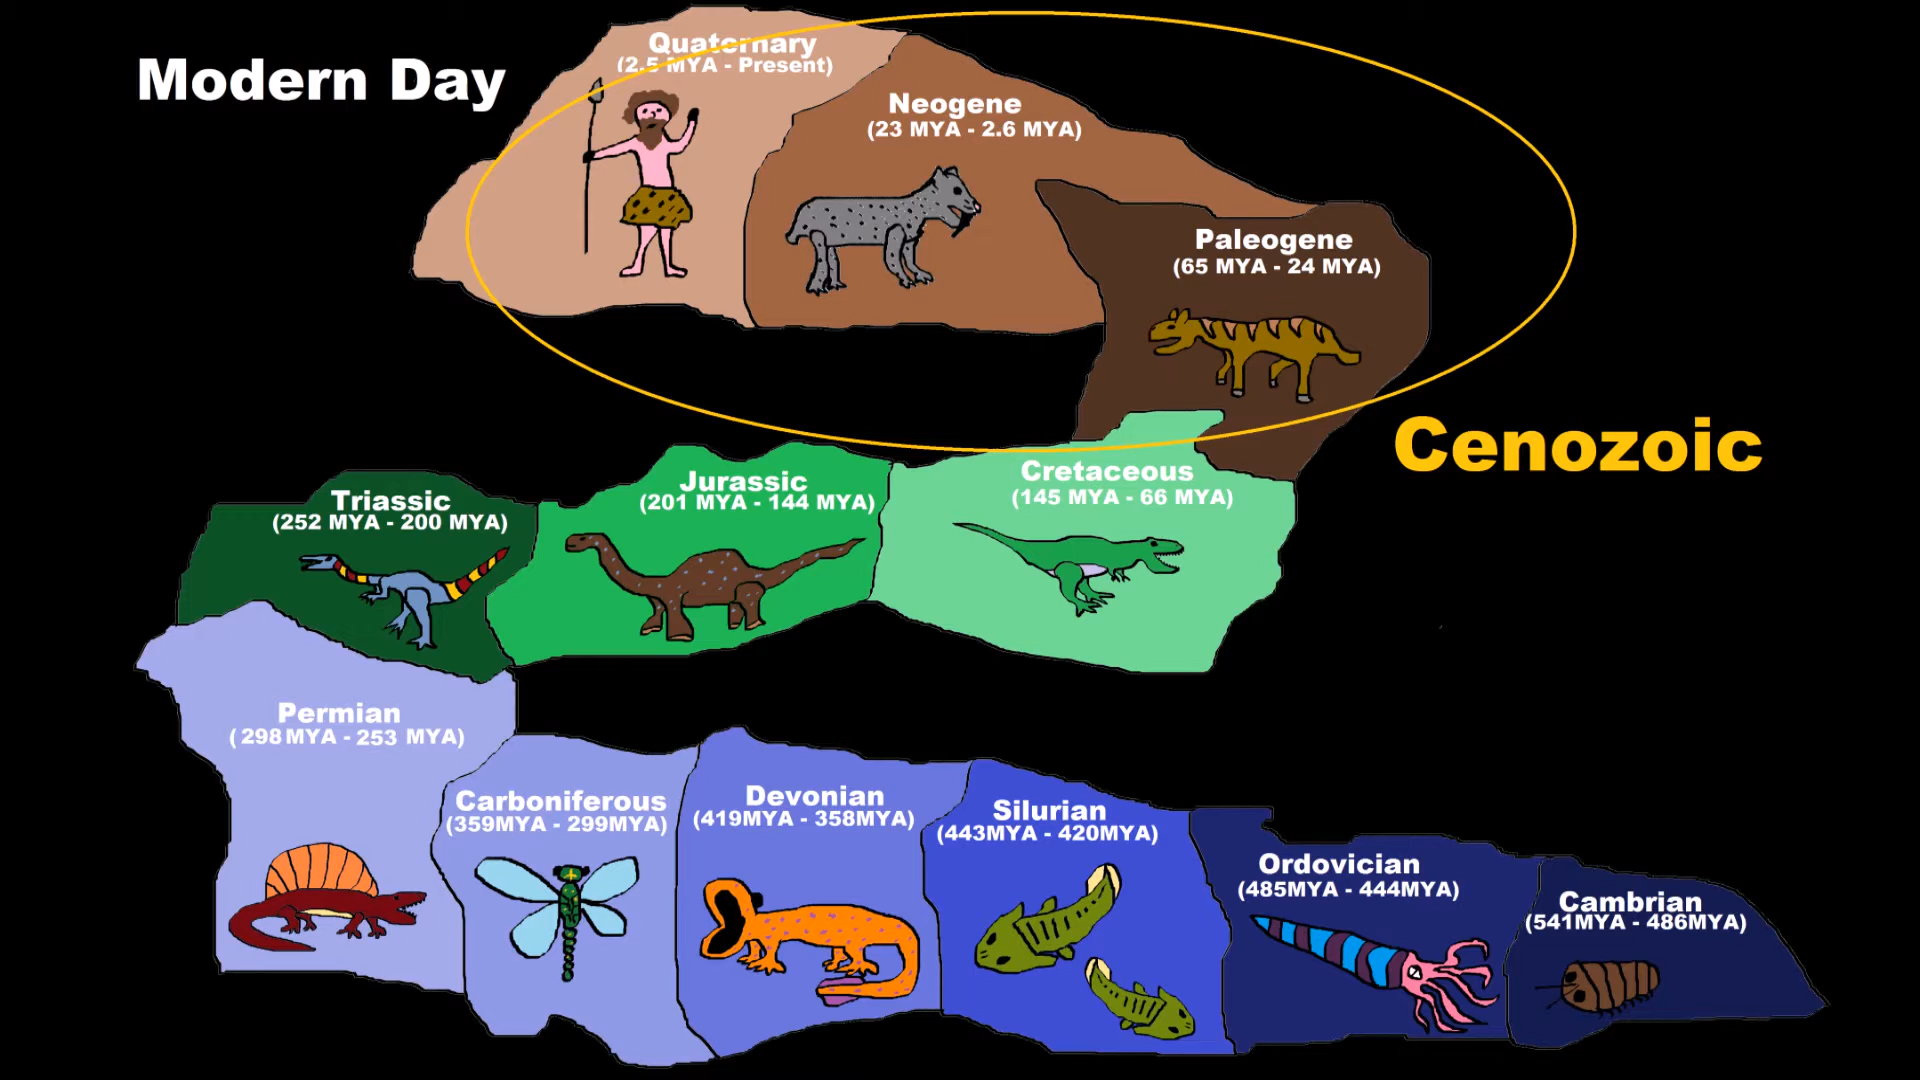 Modern Day
Quaternary
(2.5 MYA - Present)
Neogene
(23 MYA - 2.6 MYA)
Paleogene
(65 MYA - 24 MYA)
Cenozoic
Triassic
(252 MYA - 200 MYA)
Jurassic
(201 MYA - 144 MYA)
Cretaceous
(145 MYA - 66 MYA)
Permian
( 298 MYA - 253 MYA)
Carboniferous
(359MYA - 299MYA)
Devonian
(419MYA - 358MYA)
Silurian
(443MYA - 420MYA)
Ordovician
(485MYA - 444MYA)
Cambrian
(541MYA - 486MYA)